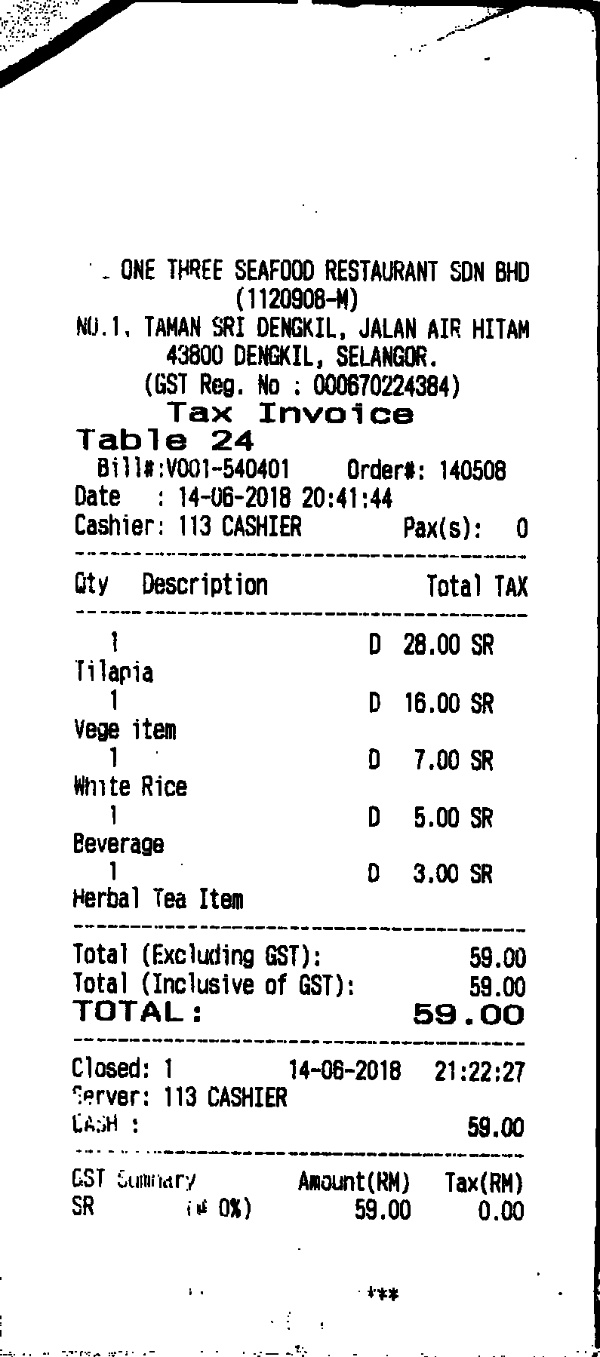 ONE THREE SEAFOOD RESTAURANT SDN BHD
(1120908-M)
NO.1, TAMAN SRI DENGKIL, JALAN AIR HITAM
43800 DENGKIL, SELANGOR.
(GST Reg. No : 000670224384)
Tax Invoice
Table 24
Bill#:V001-540401 Order#: 140508
Date : 14-06-2018 20:41:44
Cashier: 113 CASHIER Pax(s): 0
Qty Description Total TAX
1 D 28.00 SR
Tilapia
1 D 16.00 SR
Vege item
1 D 7.00 SR
White Rice
1 D 5.00 SR
Beverage
1 D 3.00 SR
Herbal Tea Item
Total (Excluding GST): 59.00
Total (Inclusive of GST): 59.00
TOTAL: 59.00
Closed: 1 14-06-2018 21:22:27
Server: 113 CASHIER
CASH : 59.00
GST Summary Amount(RM) Tax(RM)
SR 0%) 59.00 0.00
***